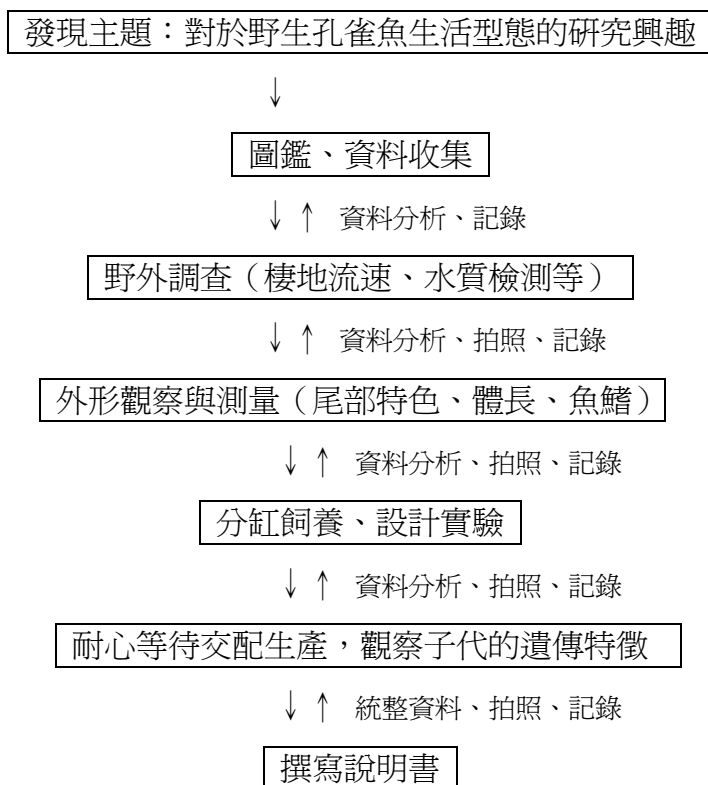 發現主題：對於野生孔雀魚生活型態的研究興趣
↓
圖鑑、資料收集
↓ ↑ 資料分析、記錄
野外調查（棲地流速、水質檢測等）
↓ ↑ 資料分析、拍照、記錄
外形觀察與測量（尾部特色、體長、魚鰭）
↓ ↑ 資料分析、拍照、記錄
分缸飼養、設計實驗
↓ ↑ 資料分析、拍照、記錄
耐心等待交配生產，觀察子代的遺傳特徵
↓ ↑ 統整資料、拍照、記錄
撰寫說明書